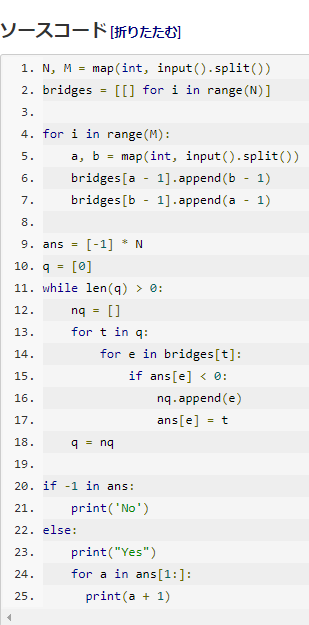 ソースコード[折りたたむ]
1. N, M = map(int, input().split())
2. bridges = [[] for i in range(N)]
3.
4. for i in range(M):
5.     a, b = map(int, input().split())
6.     bridges[a - 1].append(b - 1)
7.     bridges[b - 1].append(a - 1)
8.
9. ans = [-1] * N
10. q = [0]
11. while len(q) > 0:
12.     nq = []
13.     for t in q:
14.         for e in bridges[t]:
15.             if ans[e] < 0:
16.                 nq.append(e)
17.                 ans[e] = t
18.     q = nq
19.
20. if -1 in ans:
21.     print('No')
22. else:
23.     print("Yes")
24.     for a in ans[1:]:
25.       print(a + 1)